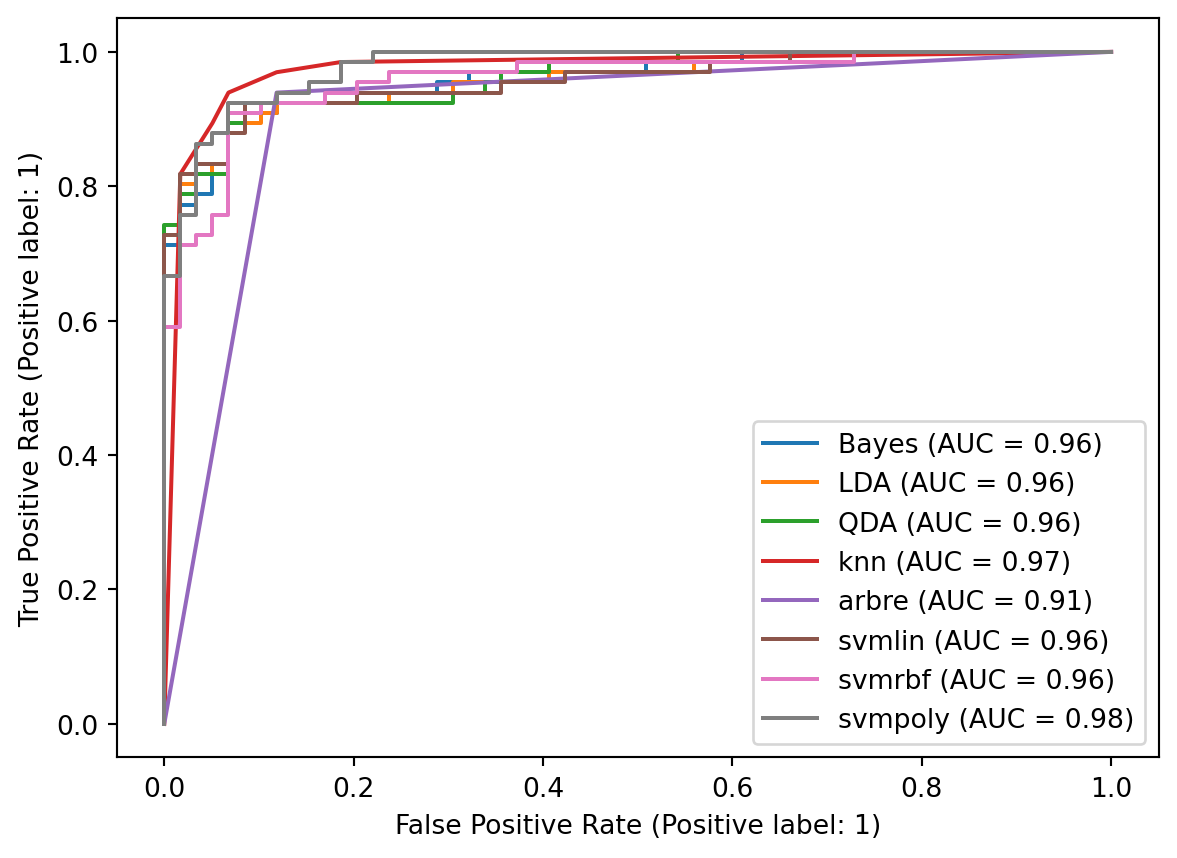 True Positive Rate (Positive label: 1)
1.0
0.8
0.6
0.4
0.2
0.0
Bayes (AUC = 0.96)
LDA (AUC = 0.96)
QDA (AUC = 0.96)
knn (AUC = 0.97)
arbre (AUC = 0.91)
svmlin (AUC = 0.96)
svmrbf (AUC = 0.96)
svmpoly (AUC = 0.98)
0.0 0.2 0.4 0.6 0.8 1.0
False Positive Rate (Positive label: 1)